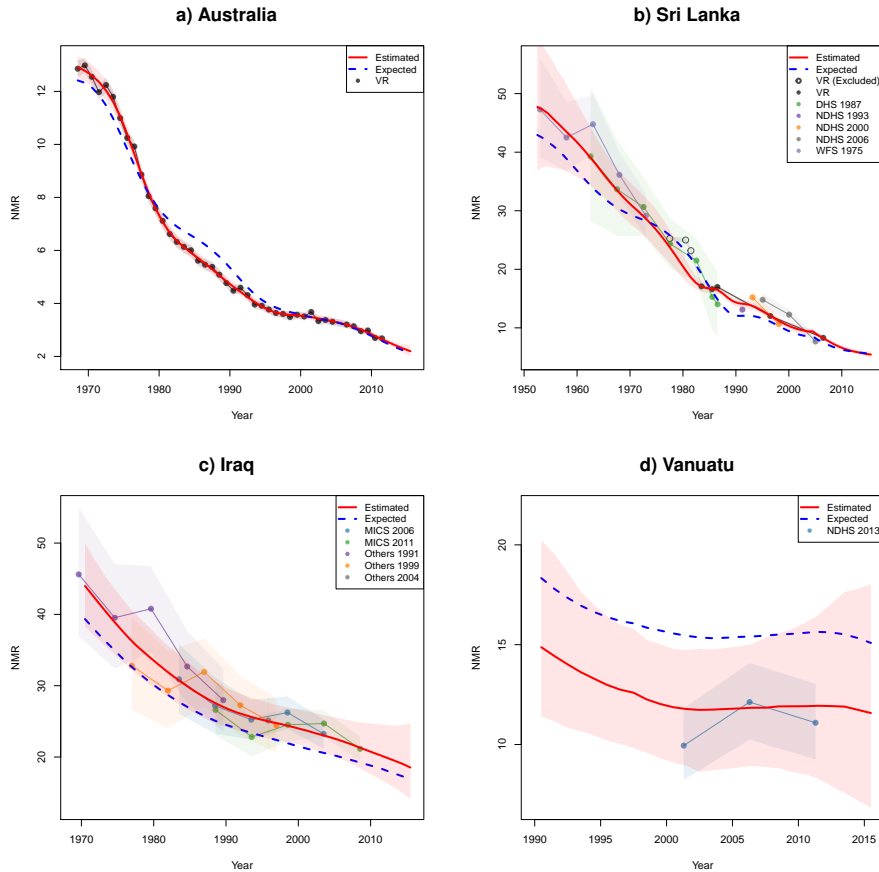 a) Australia
Estimated
Expected
VR
NMR
12
10
8
6
4
2
1970
1980
1990
2000
2010
Year
b) Sri Lanka
Estimated
Expected
VR (Excluded)
VR
DHS 1987
NDHS 1993
NDHS 2000
NDHS 2006
WFS 1975
NMR
50
40
30
20
10
1950
1960
1970
1980
1990
2000
2010
Year
c) Iraq
Estimated
Expected
MICS 2006
MICS 2011
Others 1991
Others 1999
Others 2004
NMR
50
40
30
20
1970
1980
1990
2000
2010
Year
d) Vanuatu
Estimated
Expected
NDHS 2013
NMR
20
15
10
1990
1995
2000
2005
2010
2015
Year